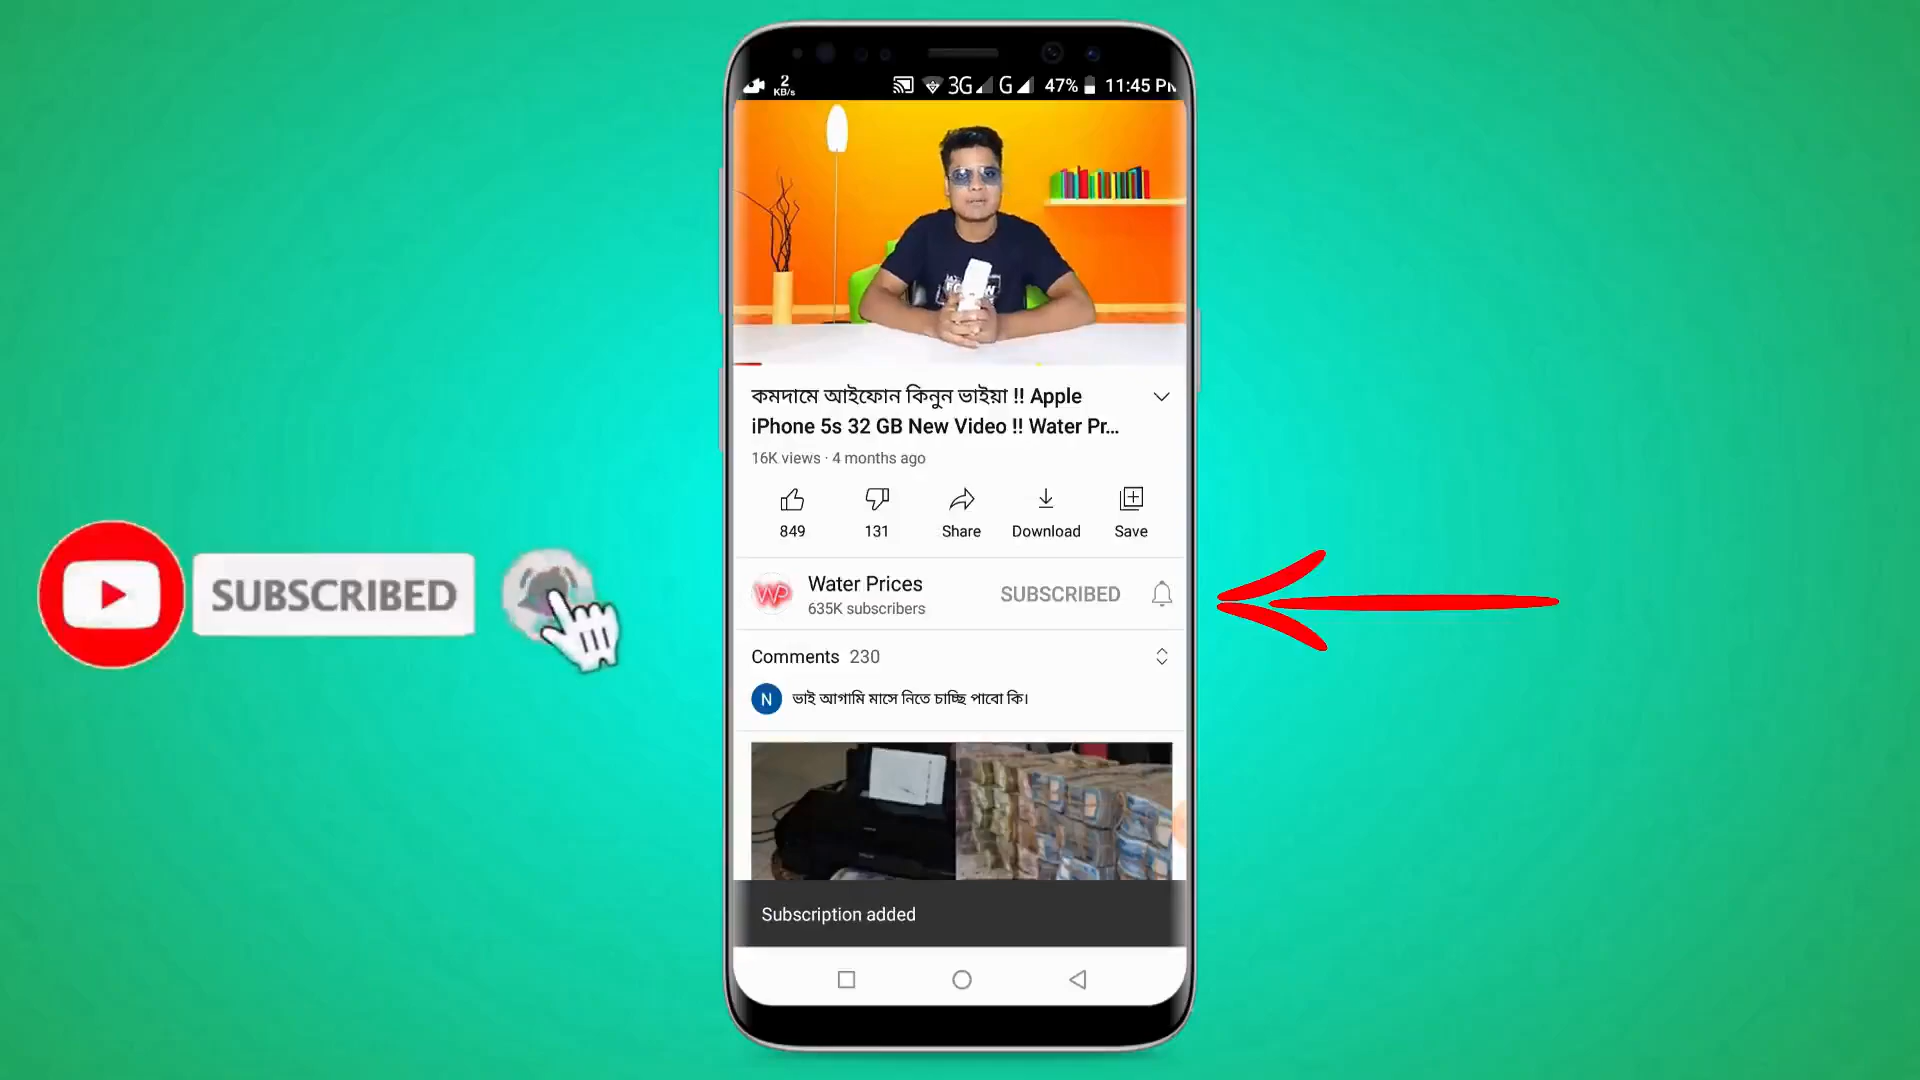 2
KB/s
3G G 47% 11:45 PM
কমদামে আইফোন কিনুন ভাইয়া !! Apple
iPhone 5s 32 GB New Video !! Water Pr...
16K views · 4 months ago
849
131
Share
Download
Save
SUBSCRIBED
WP
Water Prices
635K subscribers
SUBSCRIBED
Comments 230
N
ভাই আগামি মাসে নিতে চাচ্ছি পাবো কি।
Subscription added